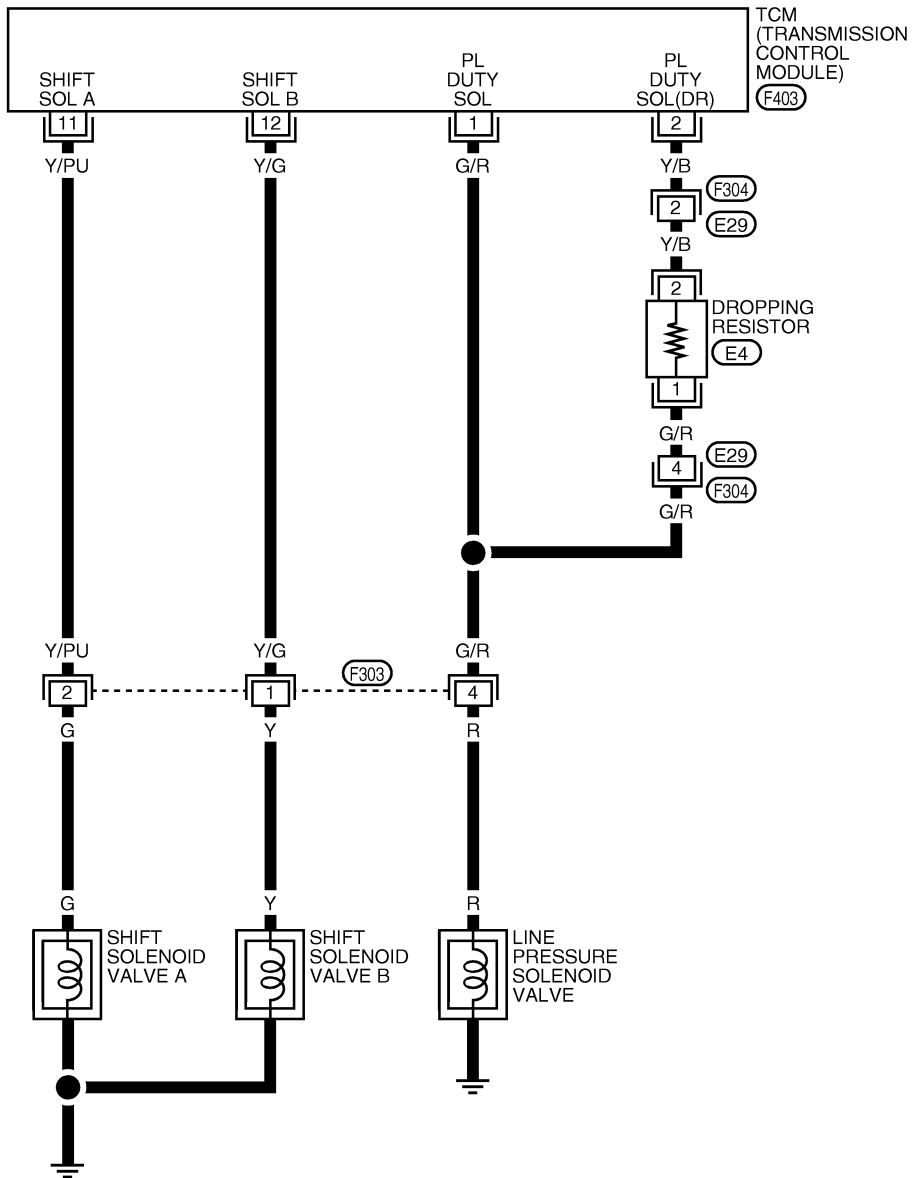 TCM
(TRANSMISSION
CONTROL
MODULE)
F403
SHIFT
SOL A
SHIFT
SOL B
PL
DUTY
SOL
PL
DUTY
SOL(DR)
11
12
1
2
Y/PU
Y/G
G/R
Y/B
F304
2
E29
Y/B
2
DROPPING
RESISTOR
E4
1
G/R
E29
4
F304
G/R
Y/PU
Y/G
G/R
F303
2
1
4
G
Y
R
G
Y
R
SHIFT
SOLENOID
VALVE A
SHIFT
SOLENOID
VALVE B
LINE
PRESSURE
SOLENOID
VALVE